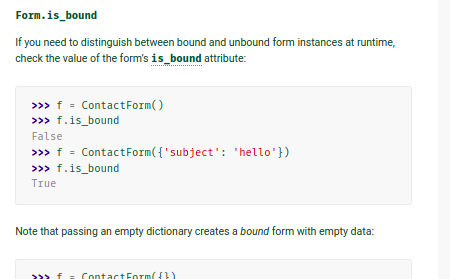 Form.is_bound
If you need to distinguish between bound and unbound form instances at runtime,
check the value of the form's is_bound attribute:
>>> f = ContactForm()
>>> f.is_bound
False
>>> f = ContactForm({'subject': 'hello'})
>>> f.is_bound
True
Note that passing an empty dictionary creates a bound form with empty data:
>>> f = ContactForm({})